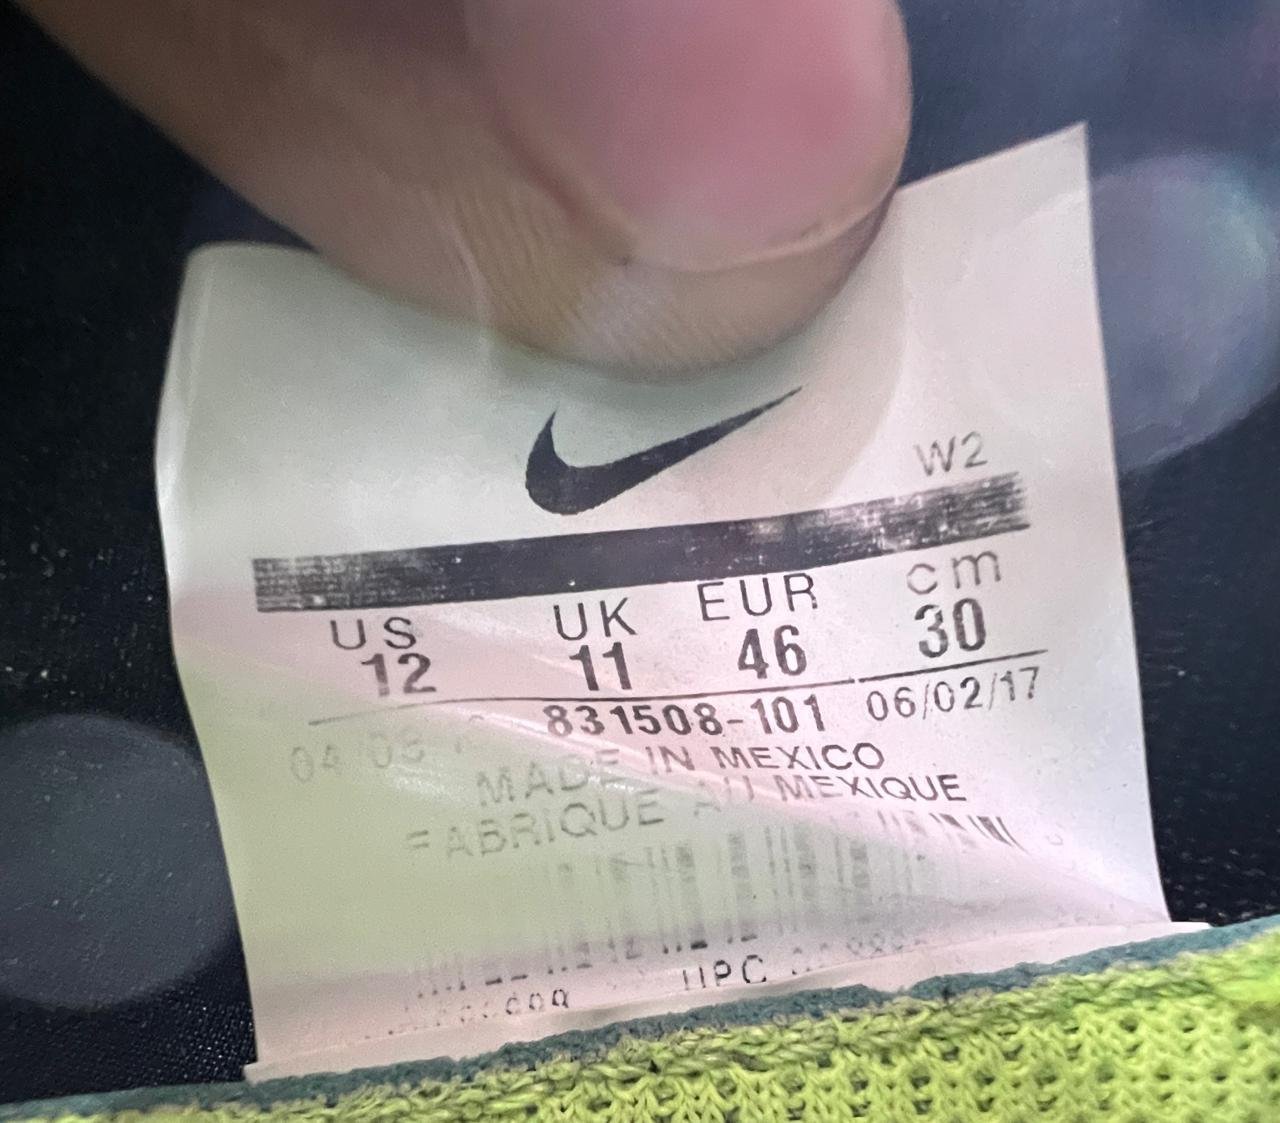 W2
US UK EUR cm
12 11 46 30
831508-101 06/02/17
MADE IN MEXICO
FABRIQUE AU MEXIQUE
UPC